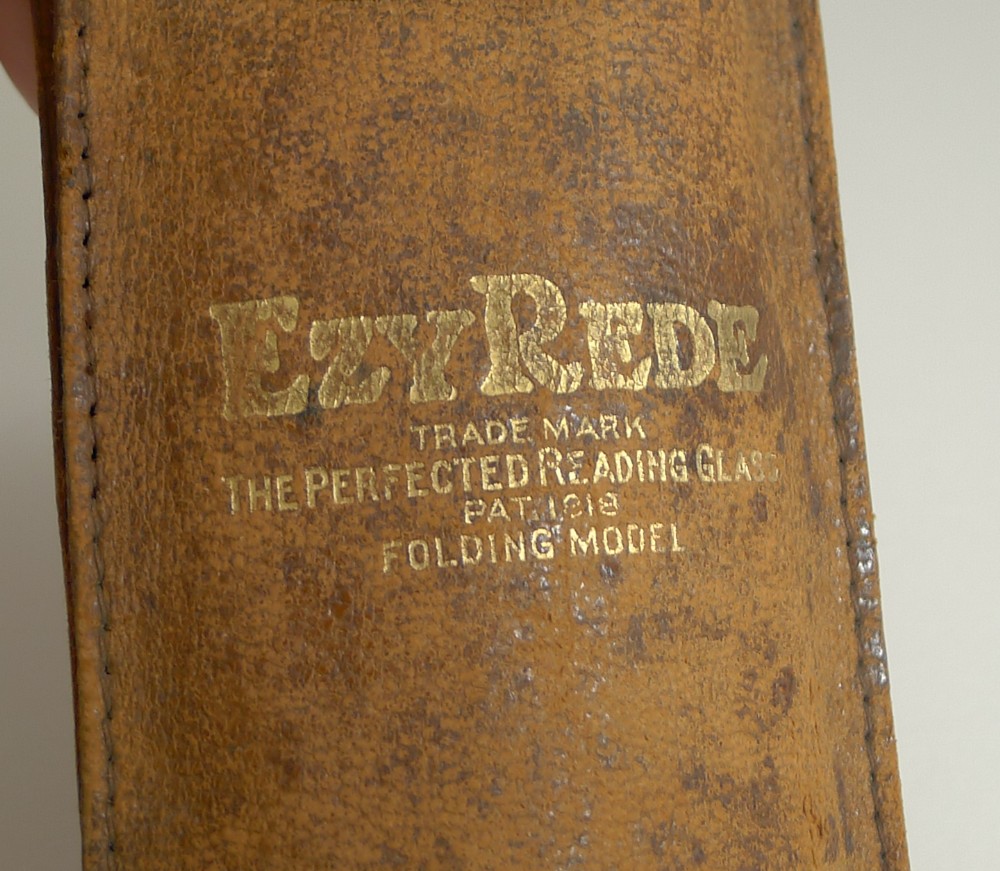 EZY REDE
TRADE MARK
THE PERFECTED READING GLASS
PAT. 1918
FOLDING MODEL